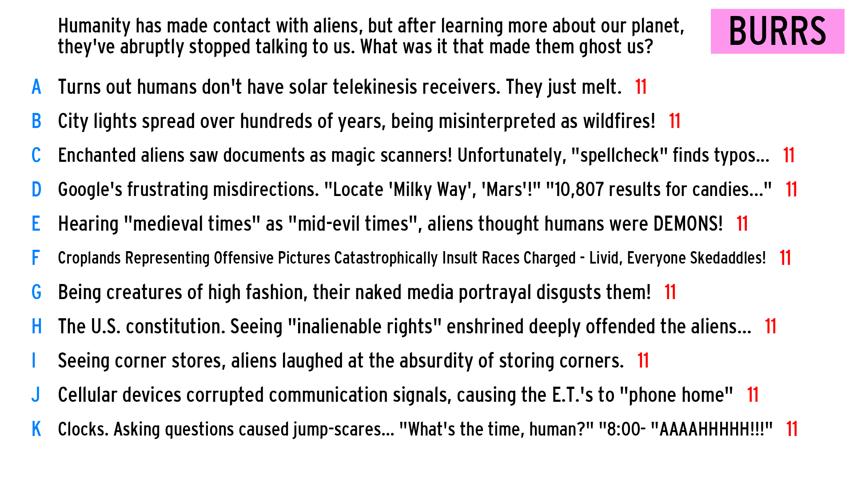 Humanity has made contact with aliens, but after learning more about our planet,
they've abruptly stopped talking to us. What was it that made them ghost us?
BURRS
A Turns out humans don't have solar telekinesis receivers. They just melt. 11
B City lights spread over hundreds of years, being misinterpreted as wildfires! 11
C Enchanted aliens saw documents as magic scanners! Unfortunately, "spellcheck" finds typos... 11
D Google's frustrating misdirections. "Locate 'Milky Way', 'Mars'!" "10,807 results for candies..." 11
E Hearing "medieval times" as "mid-evil times", aliens thought humans were DEMONS! 11
F Croplands Representing Offensive Pictures Catastrophically Insult Races Charged - Livid, Everyone Skedaddles! 11
G Being creatures of high fashion, their naked media portrayal disgusts them! 11
H The U.S. constitution. Seeing "inalienable rights" enshrined deeply offended the aliens... 11
I Seeing corner stores, aliens laughed at the absurdity of storing corners. 11
J Cellular devices corrupted communication signals, causing the E.T.'s to "phone home" 11
K Clocks. Asking questions caused jump-scares... "What's the time, human?" "8:00- "AAAAHHHHH!!!" 11